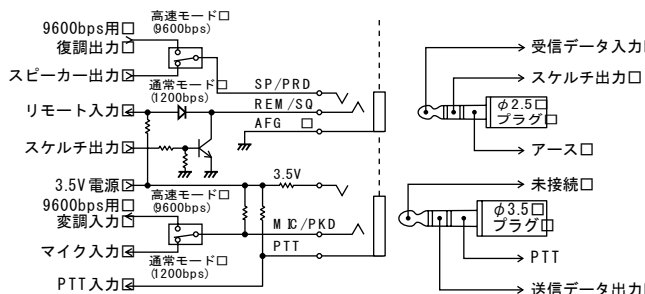 9600bps用
復調出力
スピーカー出力
リモート入力
スケルチ出力
3.5V電源
9600bps用
変調入力
マイク入力
PTT入力
高速モード
(9600bps)
通常モード
(1200bps)
高速モード
(9600bps)
通常モード
(1200bps)
SP/PRD
REM/SQ
AFG
3.5V
MIC/PKD
PTT
受信データ入力
スケルチ出力
φ2.5
プラグ
アース
未接続
φ3.5
プラグ
PTT
送信データ出力